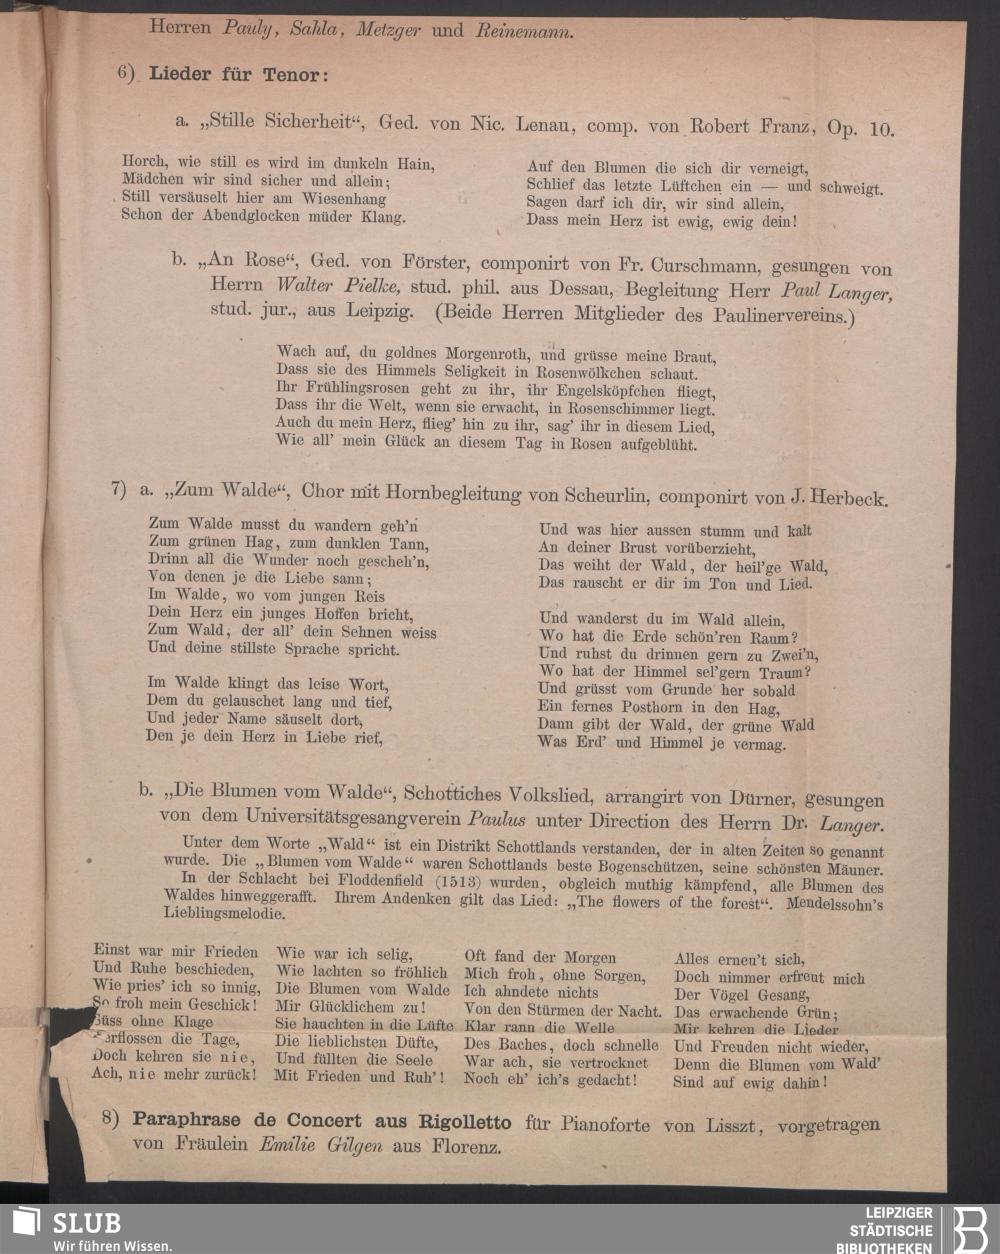 Herren Pauly, Sahla, Metzger und Reinemann.
6) Lieder für Tenor:
a. „Stille Sicherheit“, Ged. von Nic. Lenau, comp. von Robert Franz, Op. 10.
Horch, wie still es wird im dunkeln Hain,
Mädchen wir sind sicher und allein;
Still versäuselt hier am Wiesenhang
Schon der Abendglocken müder Klang.
Auf den Blumen die sich dir verneigt,
Schlief das letzte Lüftchen ein — und schweigt.
Sagen darf ich dir, wir sind allein,
Dass mein Herz ist ewig, ewig dein!
b. „An Rose“, Ged. von Förster, componirt von Fr. Curschmann, gesungen von
Herrn Walter Pielke, stud. phil. aus Dessau, Begleitung Herr Paul Langer,
stud. jur., aus Leipzig. (Beide Herren Mitglieder des Paulinervereins.)
Wach auf, du goldnes Morgenroth, und grüsse meine Braut,
Dass sie des Himmels Seligkeit in Rosenwölkchen schaut.
Ihr Frühlingsrosen geht zu ihr, ihr Engelsköpfchen fliegt,
Dass ihr die Welt, wenn sie erwacht, in Rosenschimmer liegt.
Auch du mein Herz, flieg' hin zu ihr, sag' ihr in diesem Lied,
Wie all' mein Glück an diesem Tag in Rosen aufgeblüht.
7) a. „Zum Walde“, Chor mit Hornbegleitung von Scheurlin, componirt von J. Herbeck.
Zum Walde musst du wandern geh'n
Zum grünen Hag, zum dunklen Tann,
Drinn all die Wunder noch gescheh'n,
Von denen je die Liebe sann;
Im Walde, wo vom jungen Reis
Dein Herz ein junges Hoffen bricht,
Zum Wald, der all' dein Sehnen weiss
Und deine stillste Sprache spricht.
Im Walde klingt das leise Wort,
Dem du gelauschet lang und tief,
Und jeder Name säuselt dort,
Den je dein Herz in Liebe rief,
Und was hier aussen stumm und kalt
An deiner Brust vorüberzieht,
Das weiht der Wald, der heil'ge Wald,
Das rauscht er dir im Ton und Lied.
Und wanderst du im Wald allein,
Wo hat die Erde schön'ren Raum?
Und ruhst du drinnen gern zu Zwei'n,
Wo hat der Himmel sel'gern Traum?
Und grüsst vom Grunde her sobald
Ein fernes Posthorn in den Hag,
Dann gibt der Wald, der grüne Wald
Was Erd' und Himmel je vermag.
b. „Die Blumen vom Walde“, Schottiches Volkslied, arrangirt von Dürner, gesungen
von dem Universitätsgesangverein Paulus unter Direction des Herrn Dr. Langer.
Unter dem Worte „Wald“ ist ein Distrikt Schottlands verstanden, der in alten Zeiten so genannt
wurde. Die „Blumen vom Walde“ waren Schottlands beste Bogenschützen, seine schönsten Mäuner.
In der Schlacht bei Floddenfield (1513) wurden, obgleich muthig kämpfend, alle Blumen des
Waldes hinweggerafft. Ihrem Andenken gilt das Lied: „The flowers of the forest“. Mendelssohn's
Lieblingsmelodie.
Einst war mir Frieden
Und Ruhe beschieden,
Wie pries' ich so innig,
So froh mein Geschick!
Süss ohne Klage
Verflossen die Tage,
Doch kehren sie nie,
Ach, nie mehr zurück!
Wie war ich selig,
Wie lachten so fröhlich
Die Blumen vom Walde
Mir Glücklichem zu!
Sie hauchten in die Lüfte
Die lieblichsten Düfte,
Und füllten die Seele
Mit Frieden und Ruh'!
Oft fand der Morgen
Mich froh, ohne Sorgen,
Ich ahndete nichts
Von den Stürmen der Nacht.
Klar rann die Welle
Des Baches, doch schnelle
War ach, sie vertrocknet
Noch eh' ich's gedacht!
Alles erneu't sich,
Doch nimmer erfreut mich
Der Vögel Gesang,
Das erwachende Grün;
Mir kehren die Lieder
Und Freuden nicht wieder,
Denn die Blumen vom Wald'
Sind auf ewig dahin!
8) Paraphrase de Concert aus Rigolletto für Pianoforte von Lisszt, vorgetragen
von Fräulein Emilie Gilgen aus Florenz.
SLUB
Wir führen Wissen.
LEIPZIGER
STÄDTISCHE
BIBLIOTHEKEN